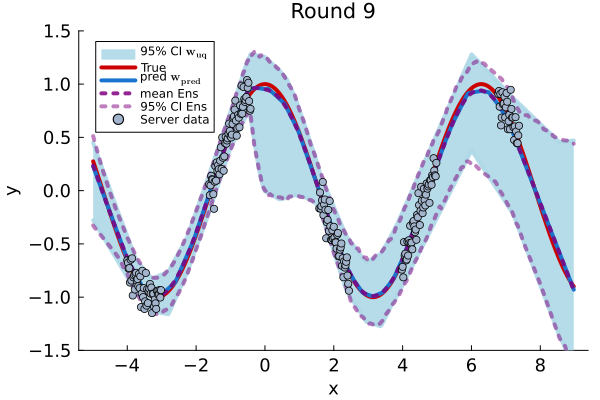 Round 9
95% CI w_uq
True
pred w_pred
mean Ens
95% CI Ens
Server data
y
1.5
1.0
0.5
0.0
−0.5
−1.0
−1.5
−4 −2 0 2 4 6 8
x